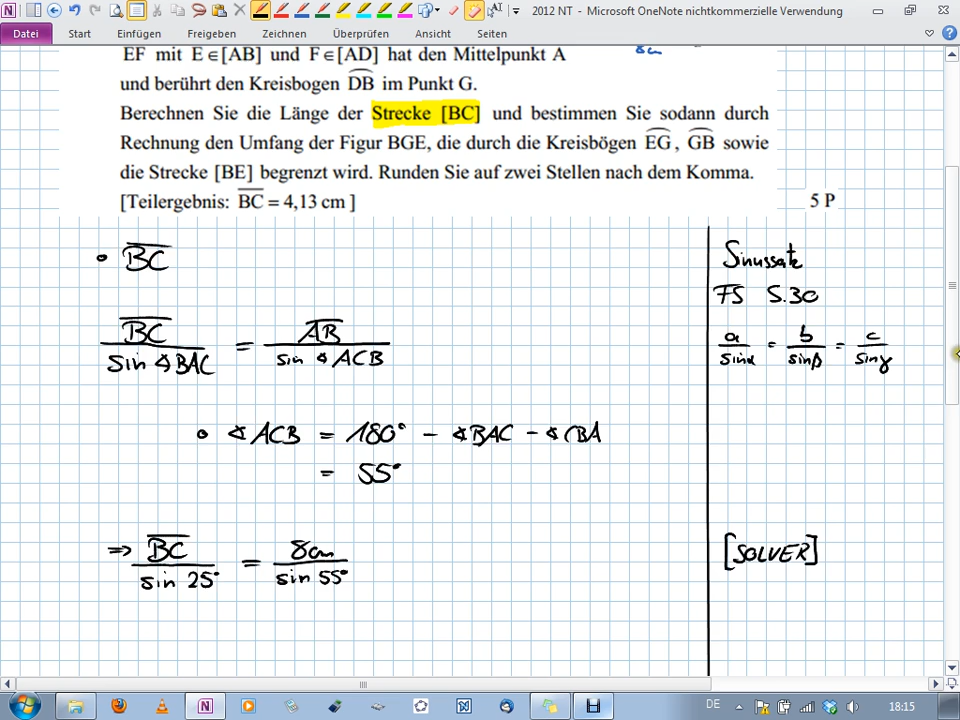 2012 NT - Microsoft OneNote nichtkommerzielle Verwendung
Datei Start Einfügen Freigeben Zeichnen Überprüfen Ansicht Seiten
EF mit E∈[AB] und F∈[AD] hat den Mittelpunkt A
8cm
und berührt den Kreisbogen DB im Punkt G.
Berechnen Sie die Länge der Strecke [BC] und bestimmen Sie sodann durch
Rechnung den Umfang der Figur BGE, die durch die Kreisbögen EG, GB sowie
die Strecke [BE] begrenzt wird. Runden Sie auf zwei Stellen nach dem Komma.
[Teilergebnis: BC = 4,13 cm ]
5 P
• BC
Sinussatz
FS S.30
BC / sin ∢BAC = AB / sin ∢ACB
a / sinα = b / sinβ = c / sinγ
• ∢ACB = 180° - ∢BAC - ∢CBA
= 55°
⇒ BC / sin 25° = 8cm / sin 55°
[SOLVER]
DE 18:15